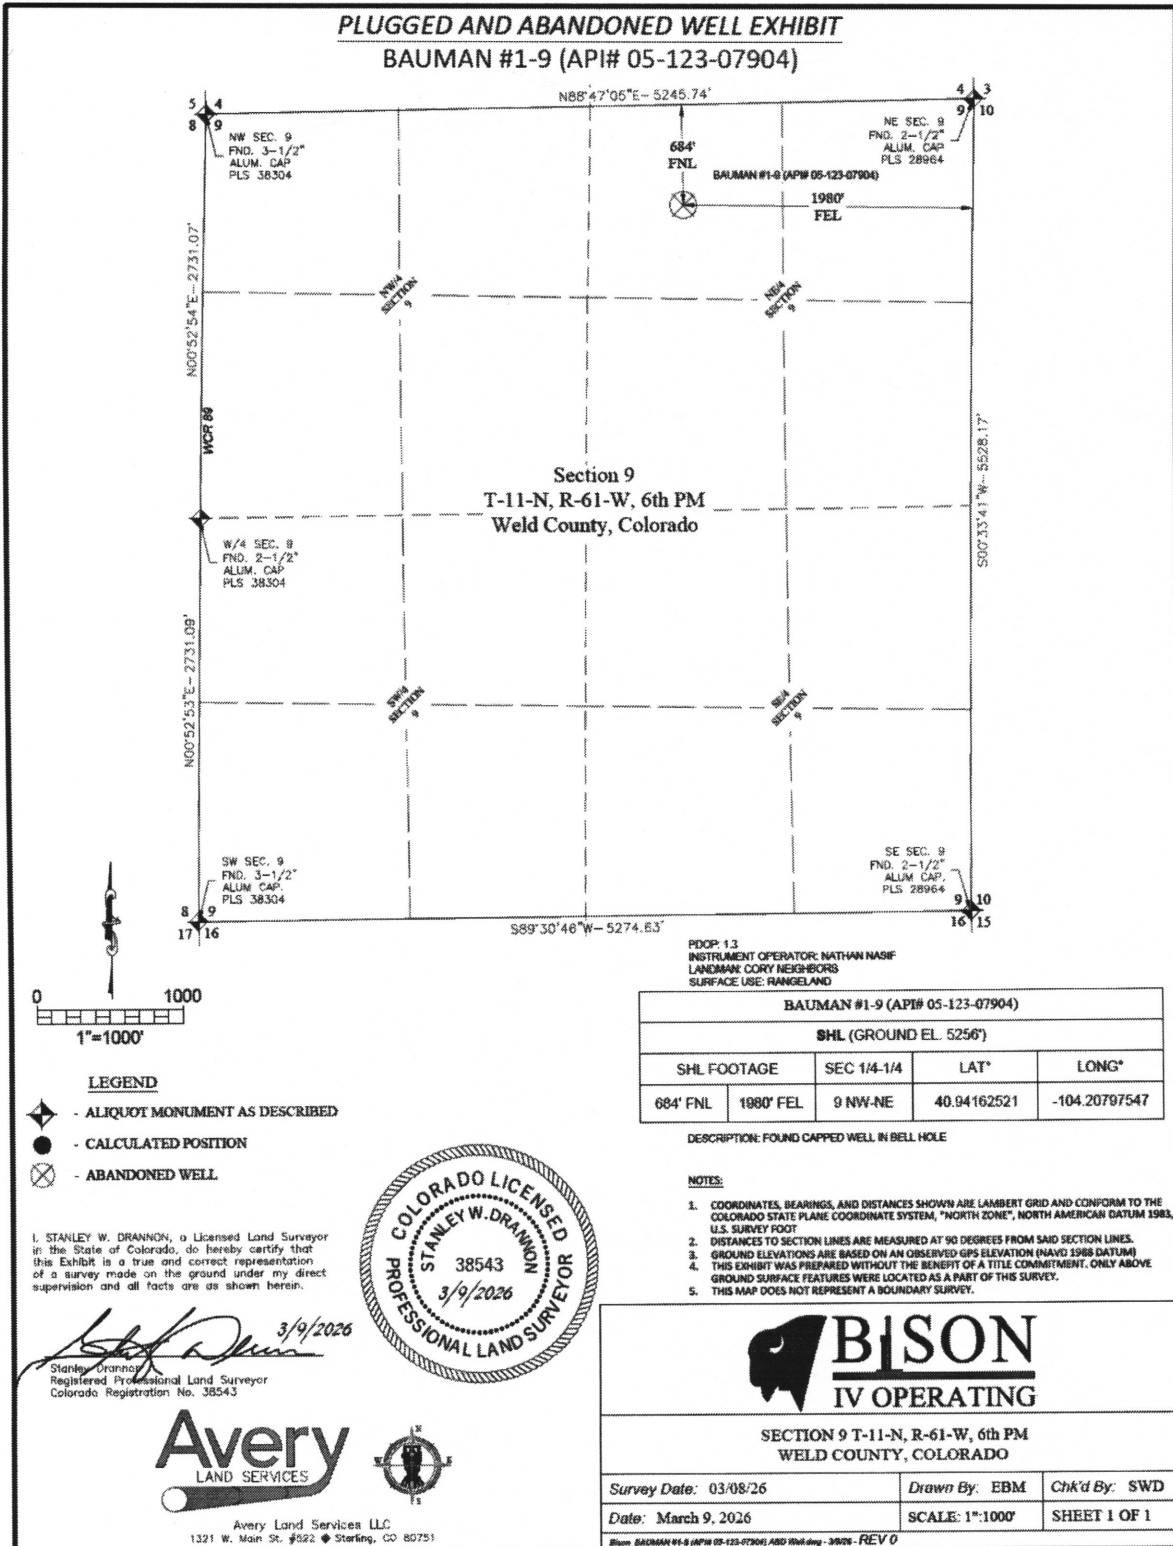 PLUGGED AND ABANDONED WELL EXHIBIT
BAUMAN #1-9 (API# 05-123-07904)
N88°47'05"E- 5245.74'
5 4
8 9
NW SEC. 9
FND. 3-1/2"
ALUM. CAP
PLS 38304
4 3
9 10
NE SEC. 9
FND. 2-1/2"
ALUM. CAP
PLS 28964
684'
FNL
BAUMAN #1-9 (API# 05-123-07904)
1980'
FEL
N00°52'54"E- 2731.07'
NW/4
SECTION
9
NE/4
SECTION
9
WCR 89
Section 9
T-11-N, R-61-W, 6th PM
Weld County, Colorado
S00°33'41"W- 5528.17'
W/4 SEC. 9
FND. 2-1/2"
ALUM. CAP
PLS 38304
N00°52'53"E- 2731.09'
SW/4
SECTION
9
SE/4
SECTION
9
SW SEC. 9
FND. 3-1/2"
ALUM CAP.
PLS 38304
8 9
17 16
SE SEC. 9
FND. 2-1/2"
ALUM CAP.
PLS 28964
9 10
16 15
S89°30'46"W- 5274.63'
PDOP: 1.3
INSTRUMENT OPERATOR: NATHAN NASIF
LANDMAN: CORY NEIGHBORS
SURFACE USE: RANGELAND
0 1000
1"=1000'
BAUMAN #1-9 (API# 05-123-07904)
SHL (GROUND EL. 5256')
SHL FOOTAGE SEC 1/4-1/4 LAT° LONG°
684' FNL 1980' FEL 9 NW-NE 40.94162521 -104.20797547
DESCRIPTION: FOUND CAPPED WELL IN BELL HOLE
LEGEND
- ALIQUOT MONUMENT AS DESCRIBED
- CALCULATED POSITION
- ABANDONED WELL
NOTES:
1. COORDINATES, BEARINGS, AND DISTANCES SHOWN ARE LAMBERT GRID AND CONFORM TO THE
COLORADO STATE PLANE COORDINATE SYSTEM, "NORTH ZONE", NORTH AMERICAN DATUM 1983,
U.S. SURVEY FOOT
2. DISTANCES TO SECTION LINES ARE MEASURED AT 90 DEGREES FROM SAID SECTION LINES.
3. GROUND ELEVATIONS ARE BASED ON AN OBSERVED GPS ELEVATION (NAVD 1988 DATUM)
4. THIS EXHIBIT WAS PREPARED WITHOUT THE BENEFIT OF A TITLE COMMITMENT. ONLY ABOVE
GROUND SURFACE FEATURES WERE LOCATED AS A PART OF THIS SURVEY.
5. THIS MAP DOES NOT REPRESENT A BOUNDARY SURVEY.
I, STANLEY W. DRANNON, a Licensed Land Surveyor
in the State of Colorado, do hereby certify that
this Exhibit is a true and correct representation
of a survey made on the ground under my direct
supervision and all facts are as shown herein.
3/9/2026
Stanley Drannon
Registered Professional Land Surveyor
Colorado Registration No. 38543
COLORADO LICENSED
STANLEY W. DRANNON
38543
3/9/2026
PROFESSIONAL LAND SURVEYOR
Avery
LAND SERVICES
N
W E
S
Avery Land Services LLC
1321 W. Main St. #522 ◆ Sterling, CO 80751
BISON
IV OPERATING
SECTION 9 T-11-N, R-61-W, 6th PM
WELD COUNTY, COLORADO
Survey Date: 03/08/26 Drawn By: EBM Chk'd By: SWD
Date: March 9, 2026 SCALE: 1":1000' SHEET 1 OF 1
Bison BAUMAN #1-9 (API# 05-123-07904) ABD Well.dwg - 3/9/26 - REV 0